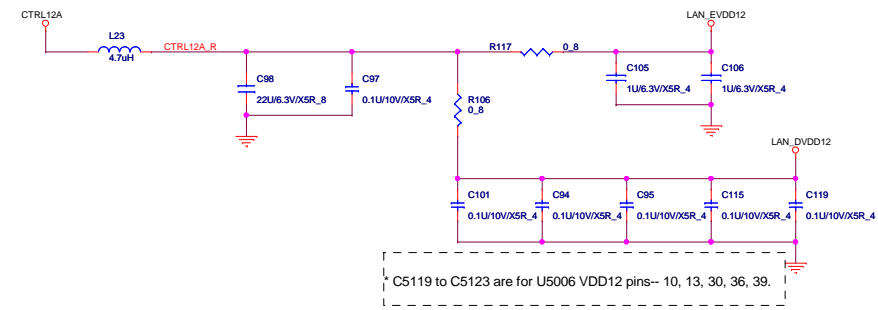 CTRL12A
LAN_EVDD12
L23
4.7uH
CTRL12A_R
R117
0_8
C98
22U/6.3V/X5R_8
C97
0.1U/10V/X5R_4
C105
1U/6.3V/X5R_4
C106
1U/6.3V/X5R_4
R106
0_8
LAN_DVDD12
C101
0.1U/10V/X5R_4
C94
0.1U/10V/X5R_4
C95
0.1U/10V/X5R_4
C115
0.1U/10V/X5R_4
C119
0.1U/10V/X5R_4
* C5119 to C5123 are for U5006 VDD12 pins-- 10, 13, 30, 36, 39.